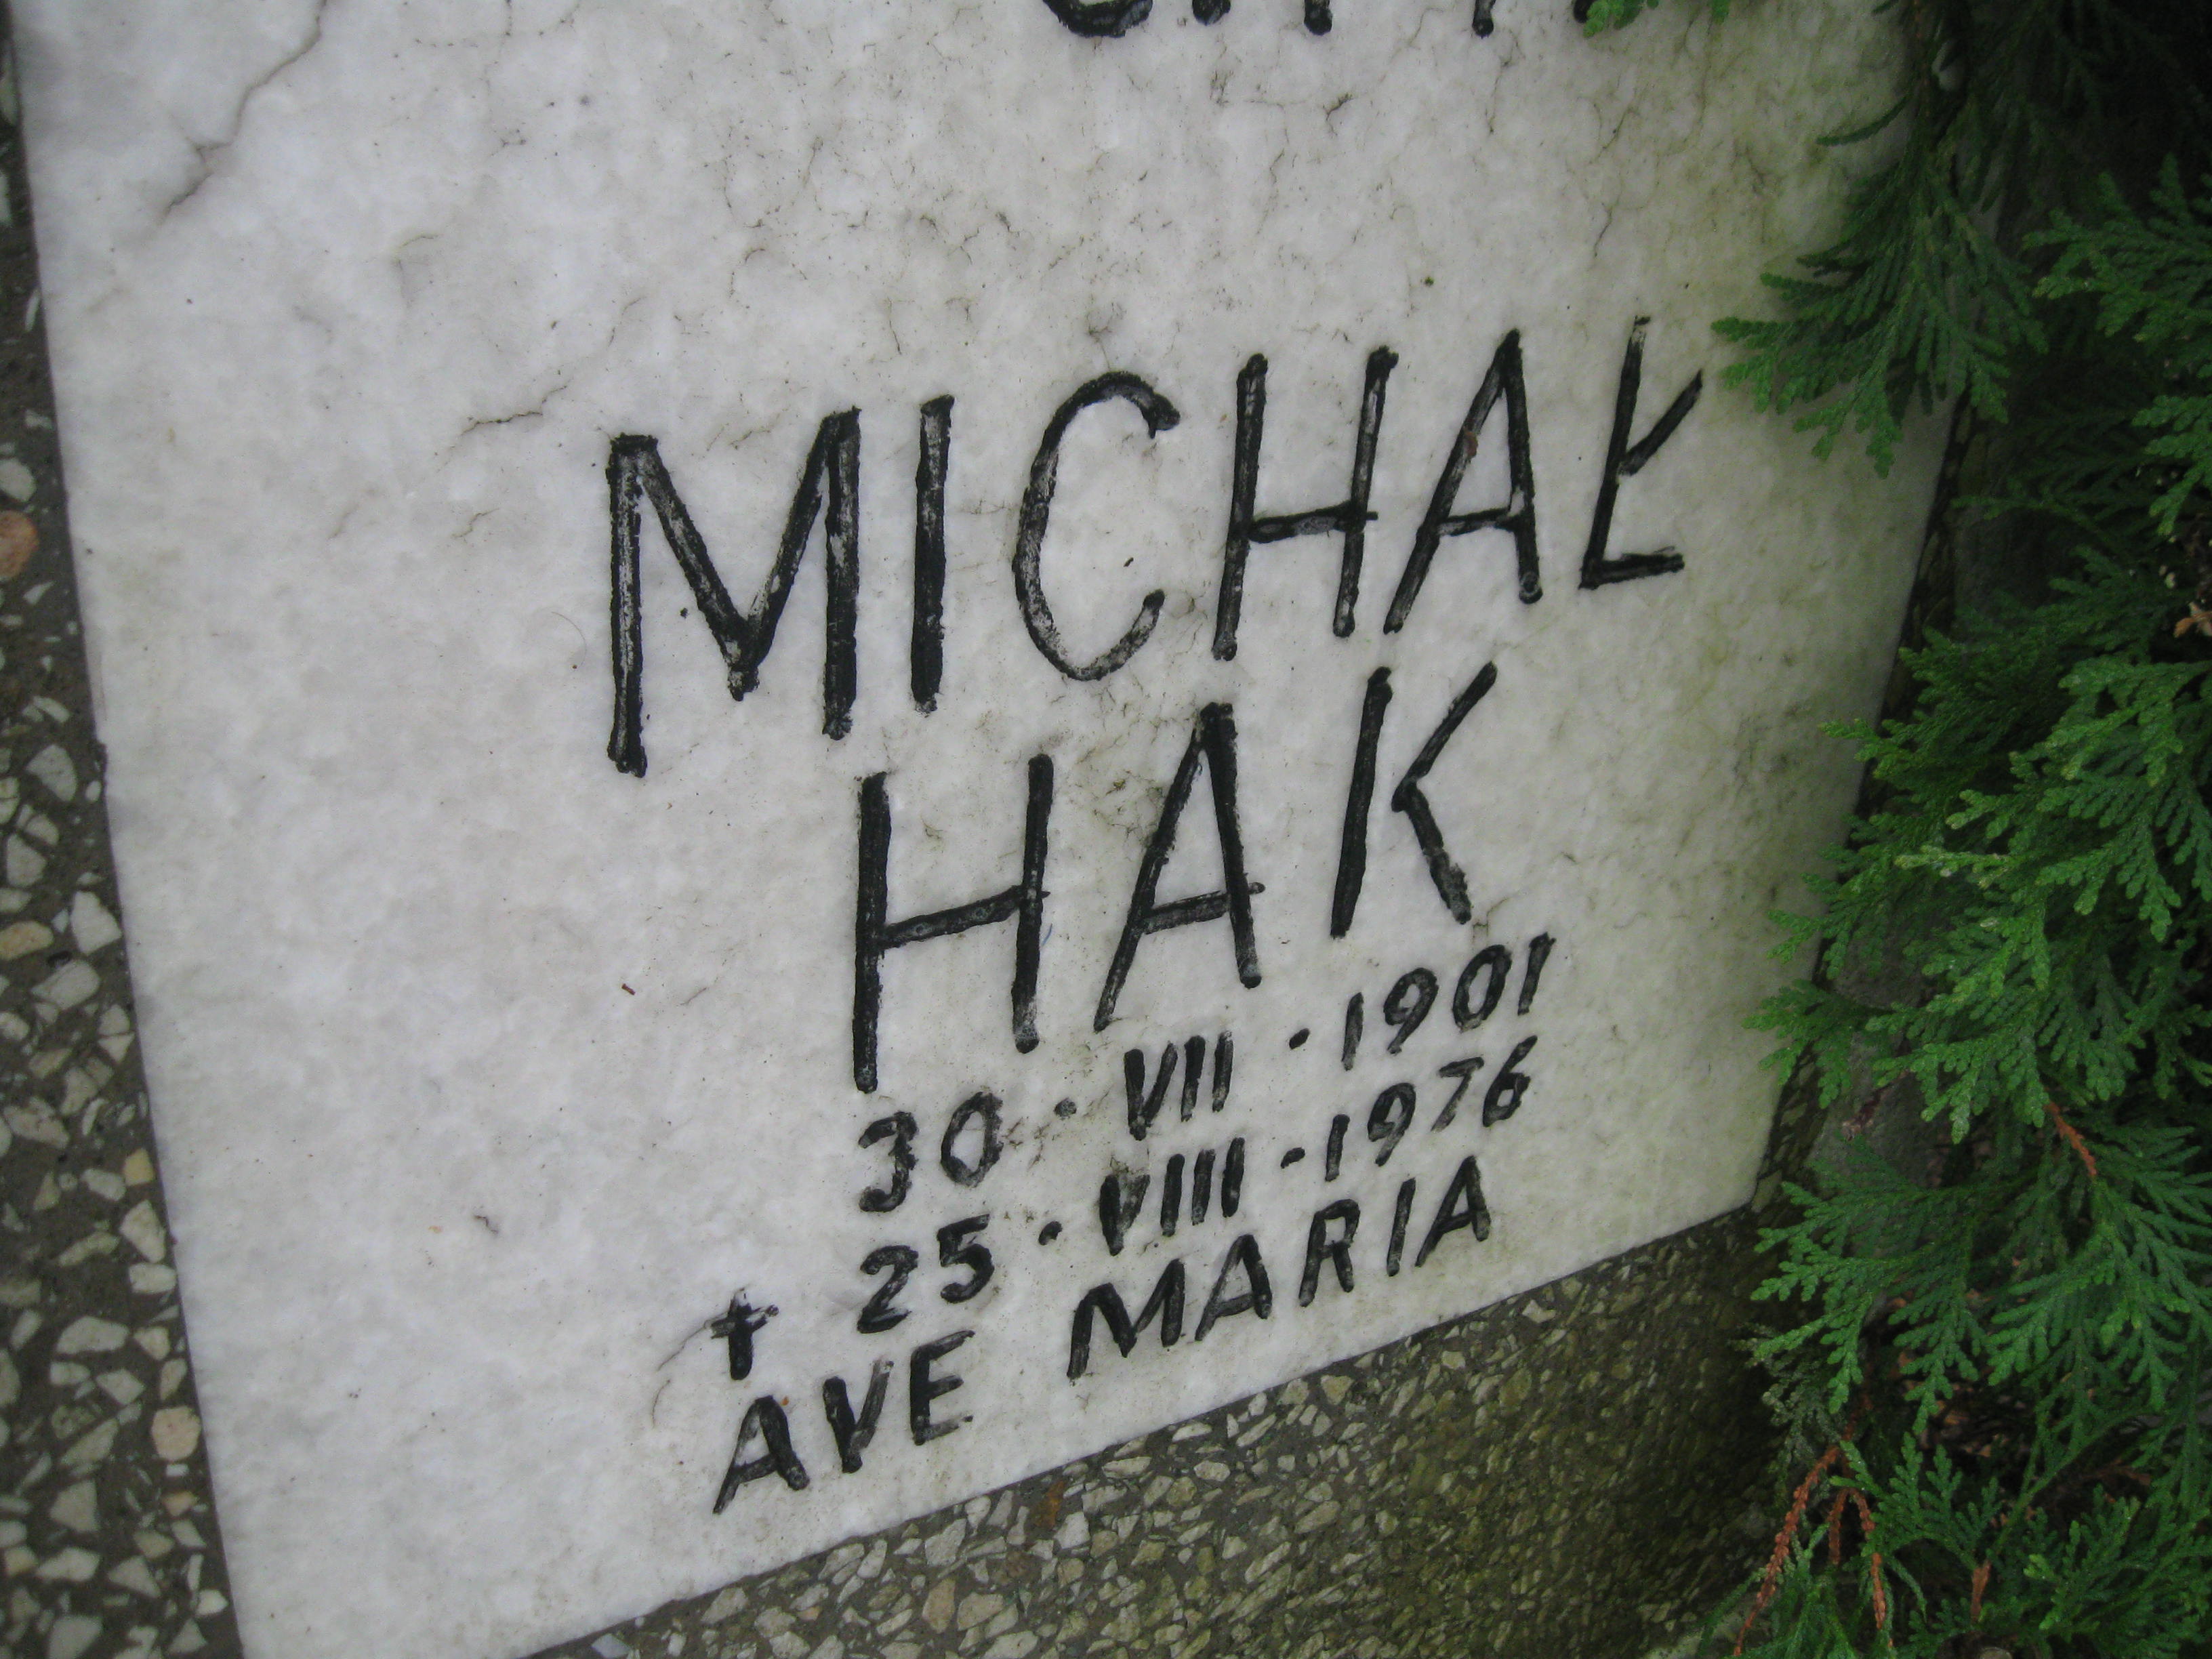 MICHAŁ
HAK
30 · VII · 1901
+ 25 · VIII · 1976
AVE MARIA